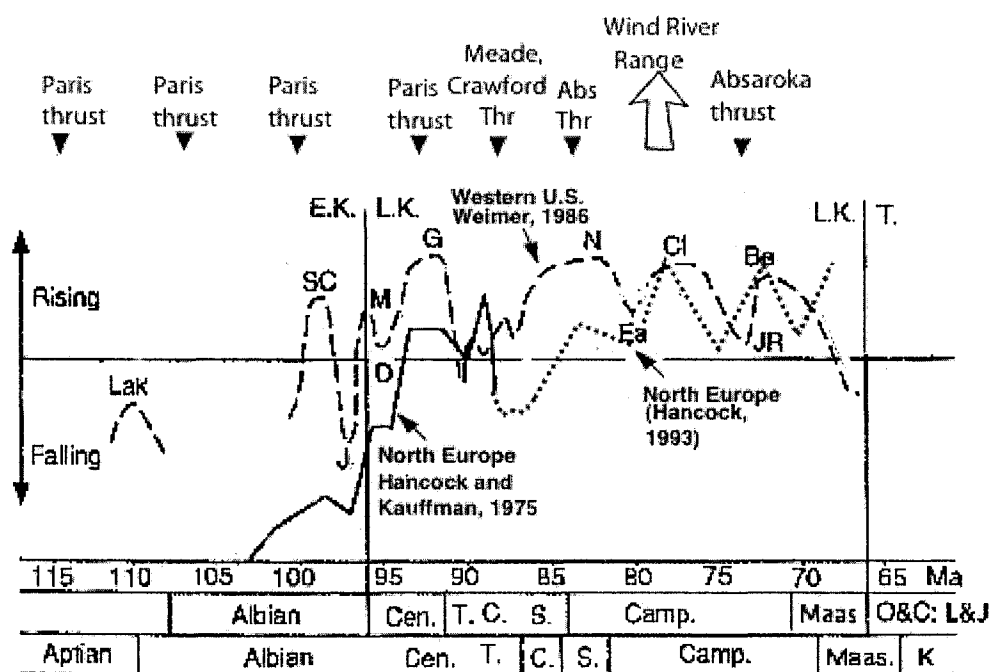 Wind River
Range
Meade,
Crawford
Thr
Paris
thrust
Paris
thrust
Paris
thrust
Paris
thrust
Abs
Thr
Absaroka
thrust
E.K.
L.K.
Western U.S.
Weimer, 1986
L.K.
T.
Rising
Falling
Lak
SC
J
M
D
G
N
Ea
Cl
Be
JR
North Europe
(Hancock,
1993)
North Europe
Hancock and
Kauffman, 1975
115 110 105 100 95 90 85 80 75 70 65 Ma
Albian Cen. T. C. S. Camp. Maas O&C: L&J
Aptian Albian Cen. T. C. S. Camp. Maas. K